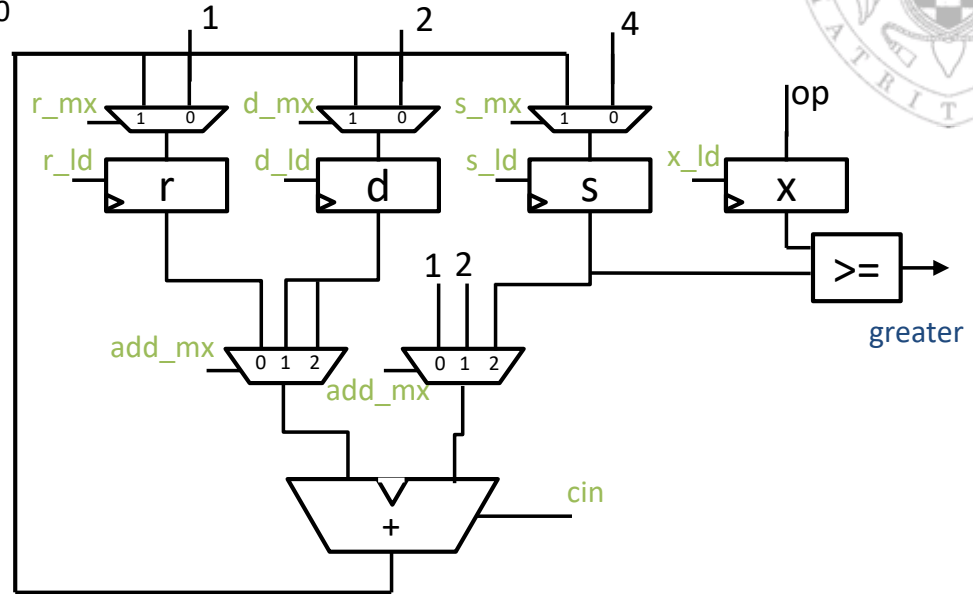 0
1
2
4
op
r_mx
1 0
d_mx
1 0
s_mx
1 0
r_ld
r
d_ld
d
s_ld
s
x_ld
x
>=
greater
1 2
add_mx
0 1 2
add_mx
0 1 2
cin
+
A T R I T